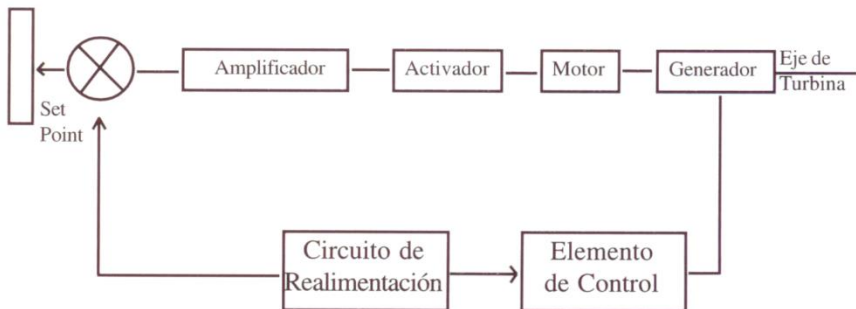 Amplificador
Activador
Motor
Generador
Eje de
Turbina
Set
Point
Circuito de
Realimentación
Elemento
de Control